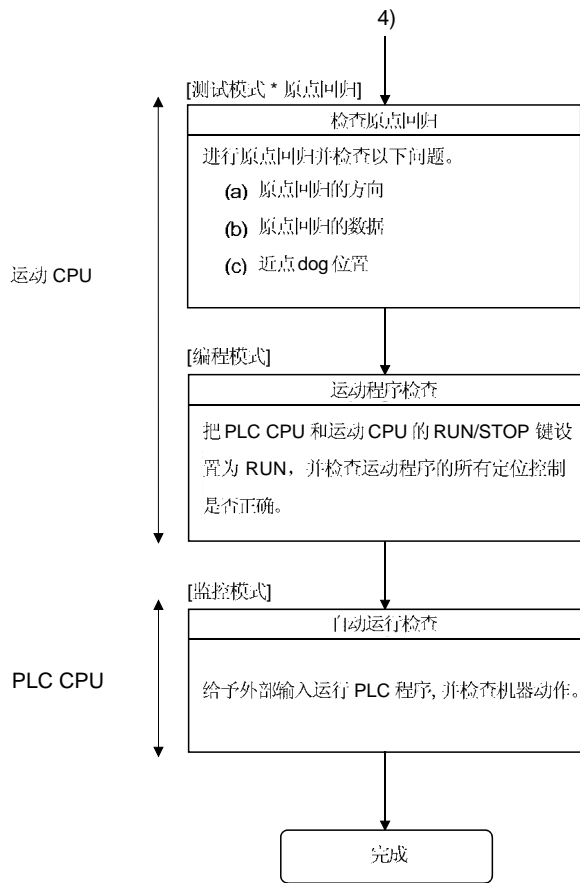 4)
[测试模式 * 原点回归]
检查原点回归
进行原点回归并检查以下问题。
(a) 原点回归的方向
(b) 原点回归的数据
(c) 近点 dog 位置
运动 CPU
[编程模式]
运动程序检查
把 PLC CPU 和运动 CPU 的 RUN/STOP 键设
置为 RUN，并检查运动程序的所有定位控制
是否正确。
[监控模式]
自动运行检查
PLC CPU
给予外部输入运行 PLC 程序, 并检查机器动作。
完成